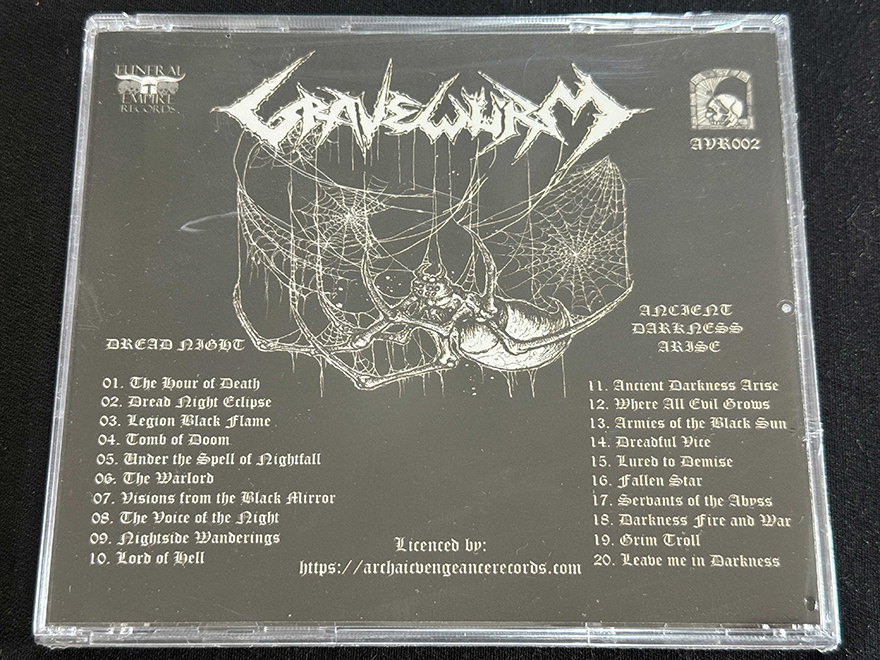 FUNERAL
EMPIRE
RECORDS
GRAVEWÜRM
AVR002
DREAD NIGHT
01. The Hour of Death
02. Dread Night Eclipse
03. Legion Black Flame
04. Tomb of Doom
05. Under the Spell of Nightfall
06. The Warlord
07. Visions from the Black Mirror
08. The Voice of the Night
09. Nightside Wanderings
10. Lord of Hell
ANCIENT
DARKNESS
ARISE
11. Ancient Darkness Arise
12. Where All Evil Grows
13. Armies of the Black Sun
14. Dreadful Vice
15. Lured to Demise
16. Fallen Star
17. Servants of the Abyss
18. Darkness Fire and War
19. Grim Troll
20. Leave me in Darkness
Licenced by:
https://archaicvengeancerecords.com